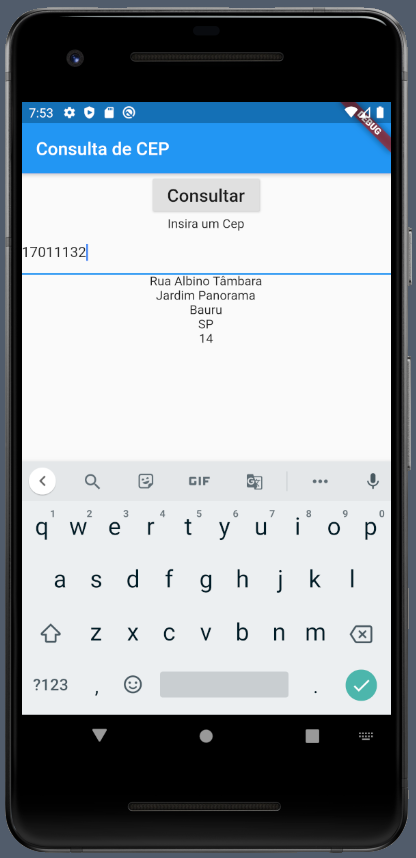 7:53
DEBUG
Consulta de CEP
Consultar
Insira um Cep
17011132
Rua Albino Tâmbara
Jardim Panorama
Bauru
SP
14
GIF
1 2 3 4 5 6 7 8 9 0
q w e r t y u i o p
a s d f g h j k l
z x c v b n m
?123 , .